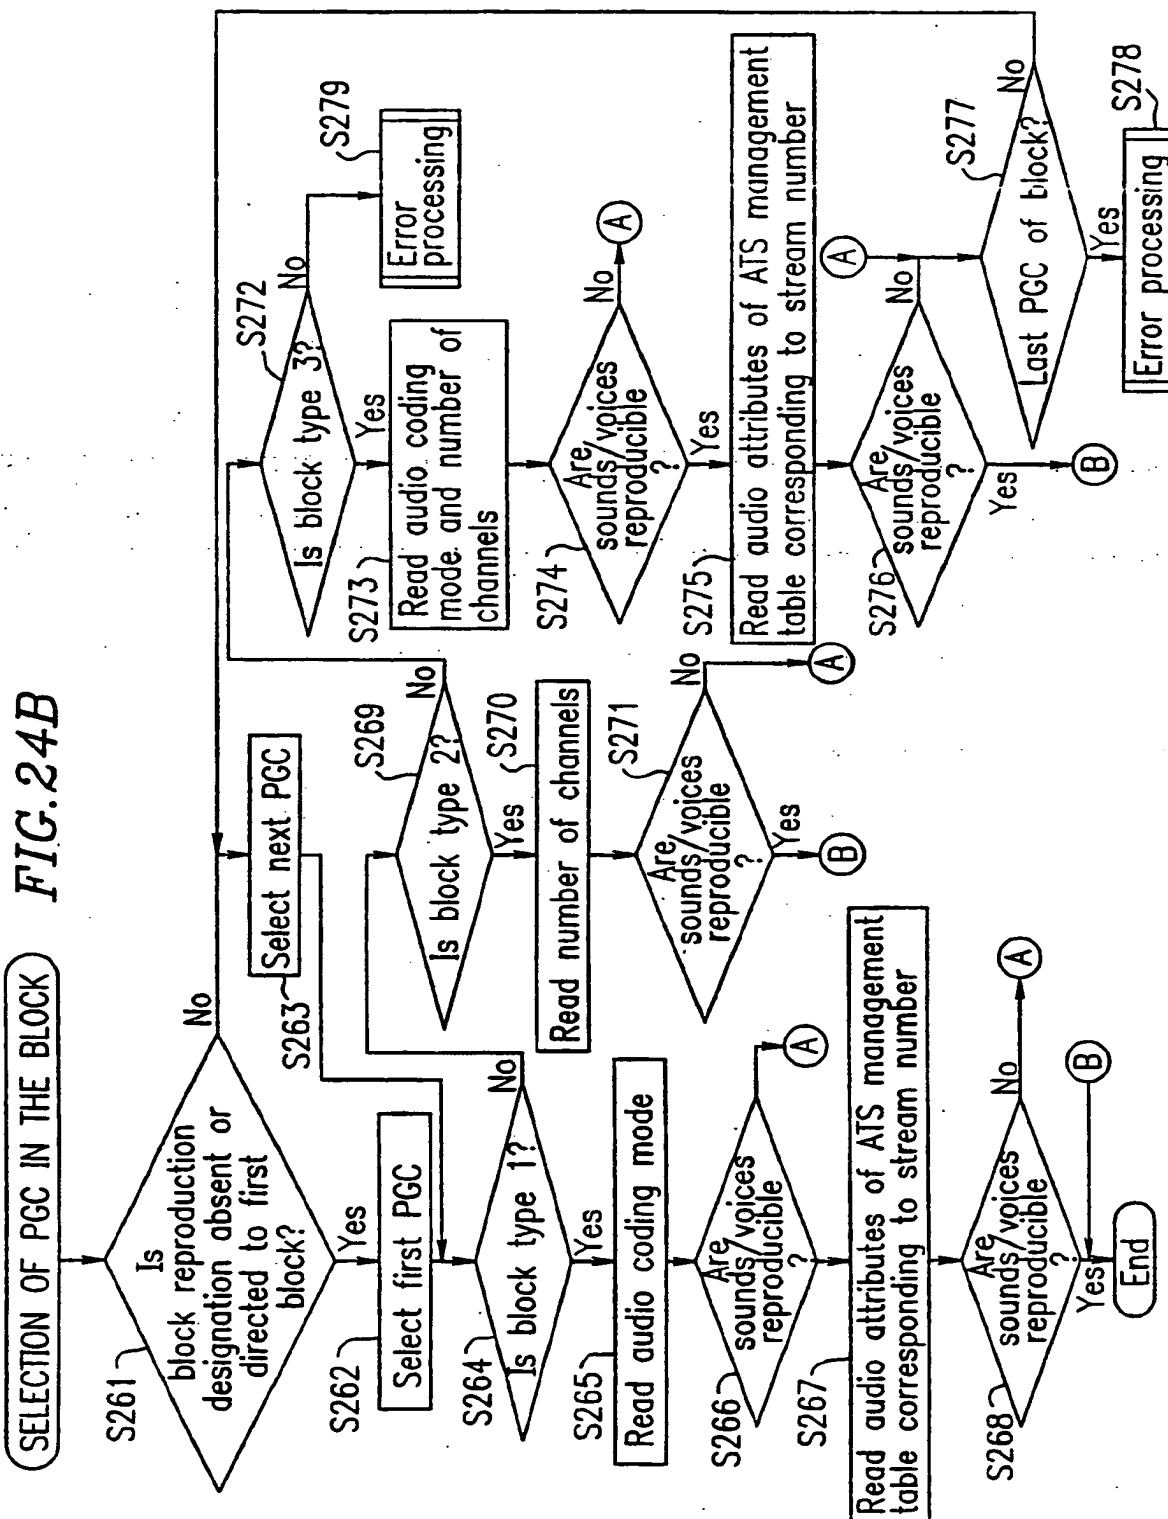 FIG.24B
SELECTION OF PGC IN THE BLOCK
S261
Is
block reproduction
designation absent or
directed to first
block?
No
Yes
S262
Select first PGC
S263
Select next PGC
S264
Is block type 1?
No
Yes
S265
Read audio coding mode
S266
Are
sounds/voices
reproducible
?
A
S267
Read audio attributes of ATS management
table corresponding to stream number
S268
Are
sounds/voices
reproducible
?
No
A
Yes
B
End
S269
Is block type 2?
No
Yes
S270
Read number of channels
S271
Are
sounds/voices
reproducible
?
No
A
Yes
B
S272
Is block type 3?
No
S279
Error
processing
Yes
S273
Read audio coding
mode and number of
channels
S274
Are
sounds/voices
reproducible
?
No
A
Yes
S275
Read audio attributes of ATS management
table corresponding to stream number
S276
Are
sounds/voices
reproducible
?
No
A
Yes
B
S277
Last PGC of block?
No
Yes
S278
Error processing